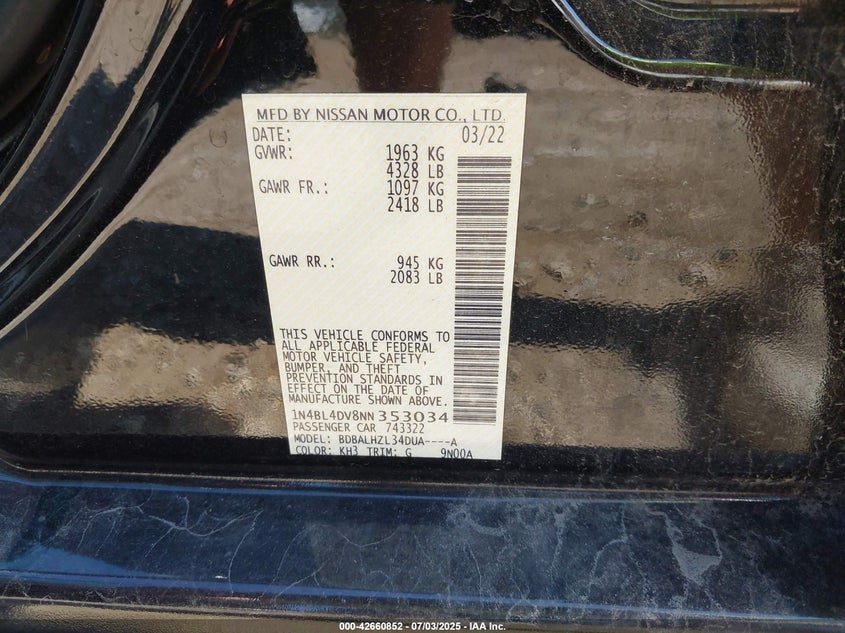 MFD BY NISSAN MOTOR CO., LTD.
DATE: 03/22
GVWR: 1963 KG
4328 LB
GAWR FR.: 1097 KG
2418 LB
GAWR RR.: 945 KG
2083 LB
THIS VEHICLE CONFORMS TO
ALL APPLICABLE FEDERAL
MOTOR VEHICLE SAFETY,
BUMPER, AND THEFT
PREVENTION STANDARDS IN
EFFECT ON THE DATE OF
MANUFACTURE SHOWN ABOVE.
1N4BL4DV8NN353034
PASSENGER CAR 743322
MODEL: BDBALHZL34DUA----A
COLOR: KH3 TRIM: G 9N00A
000-42660852 - 07/03/2025 - IAA Inc.